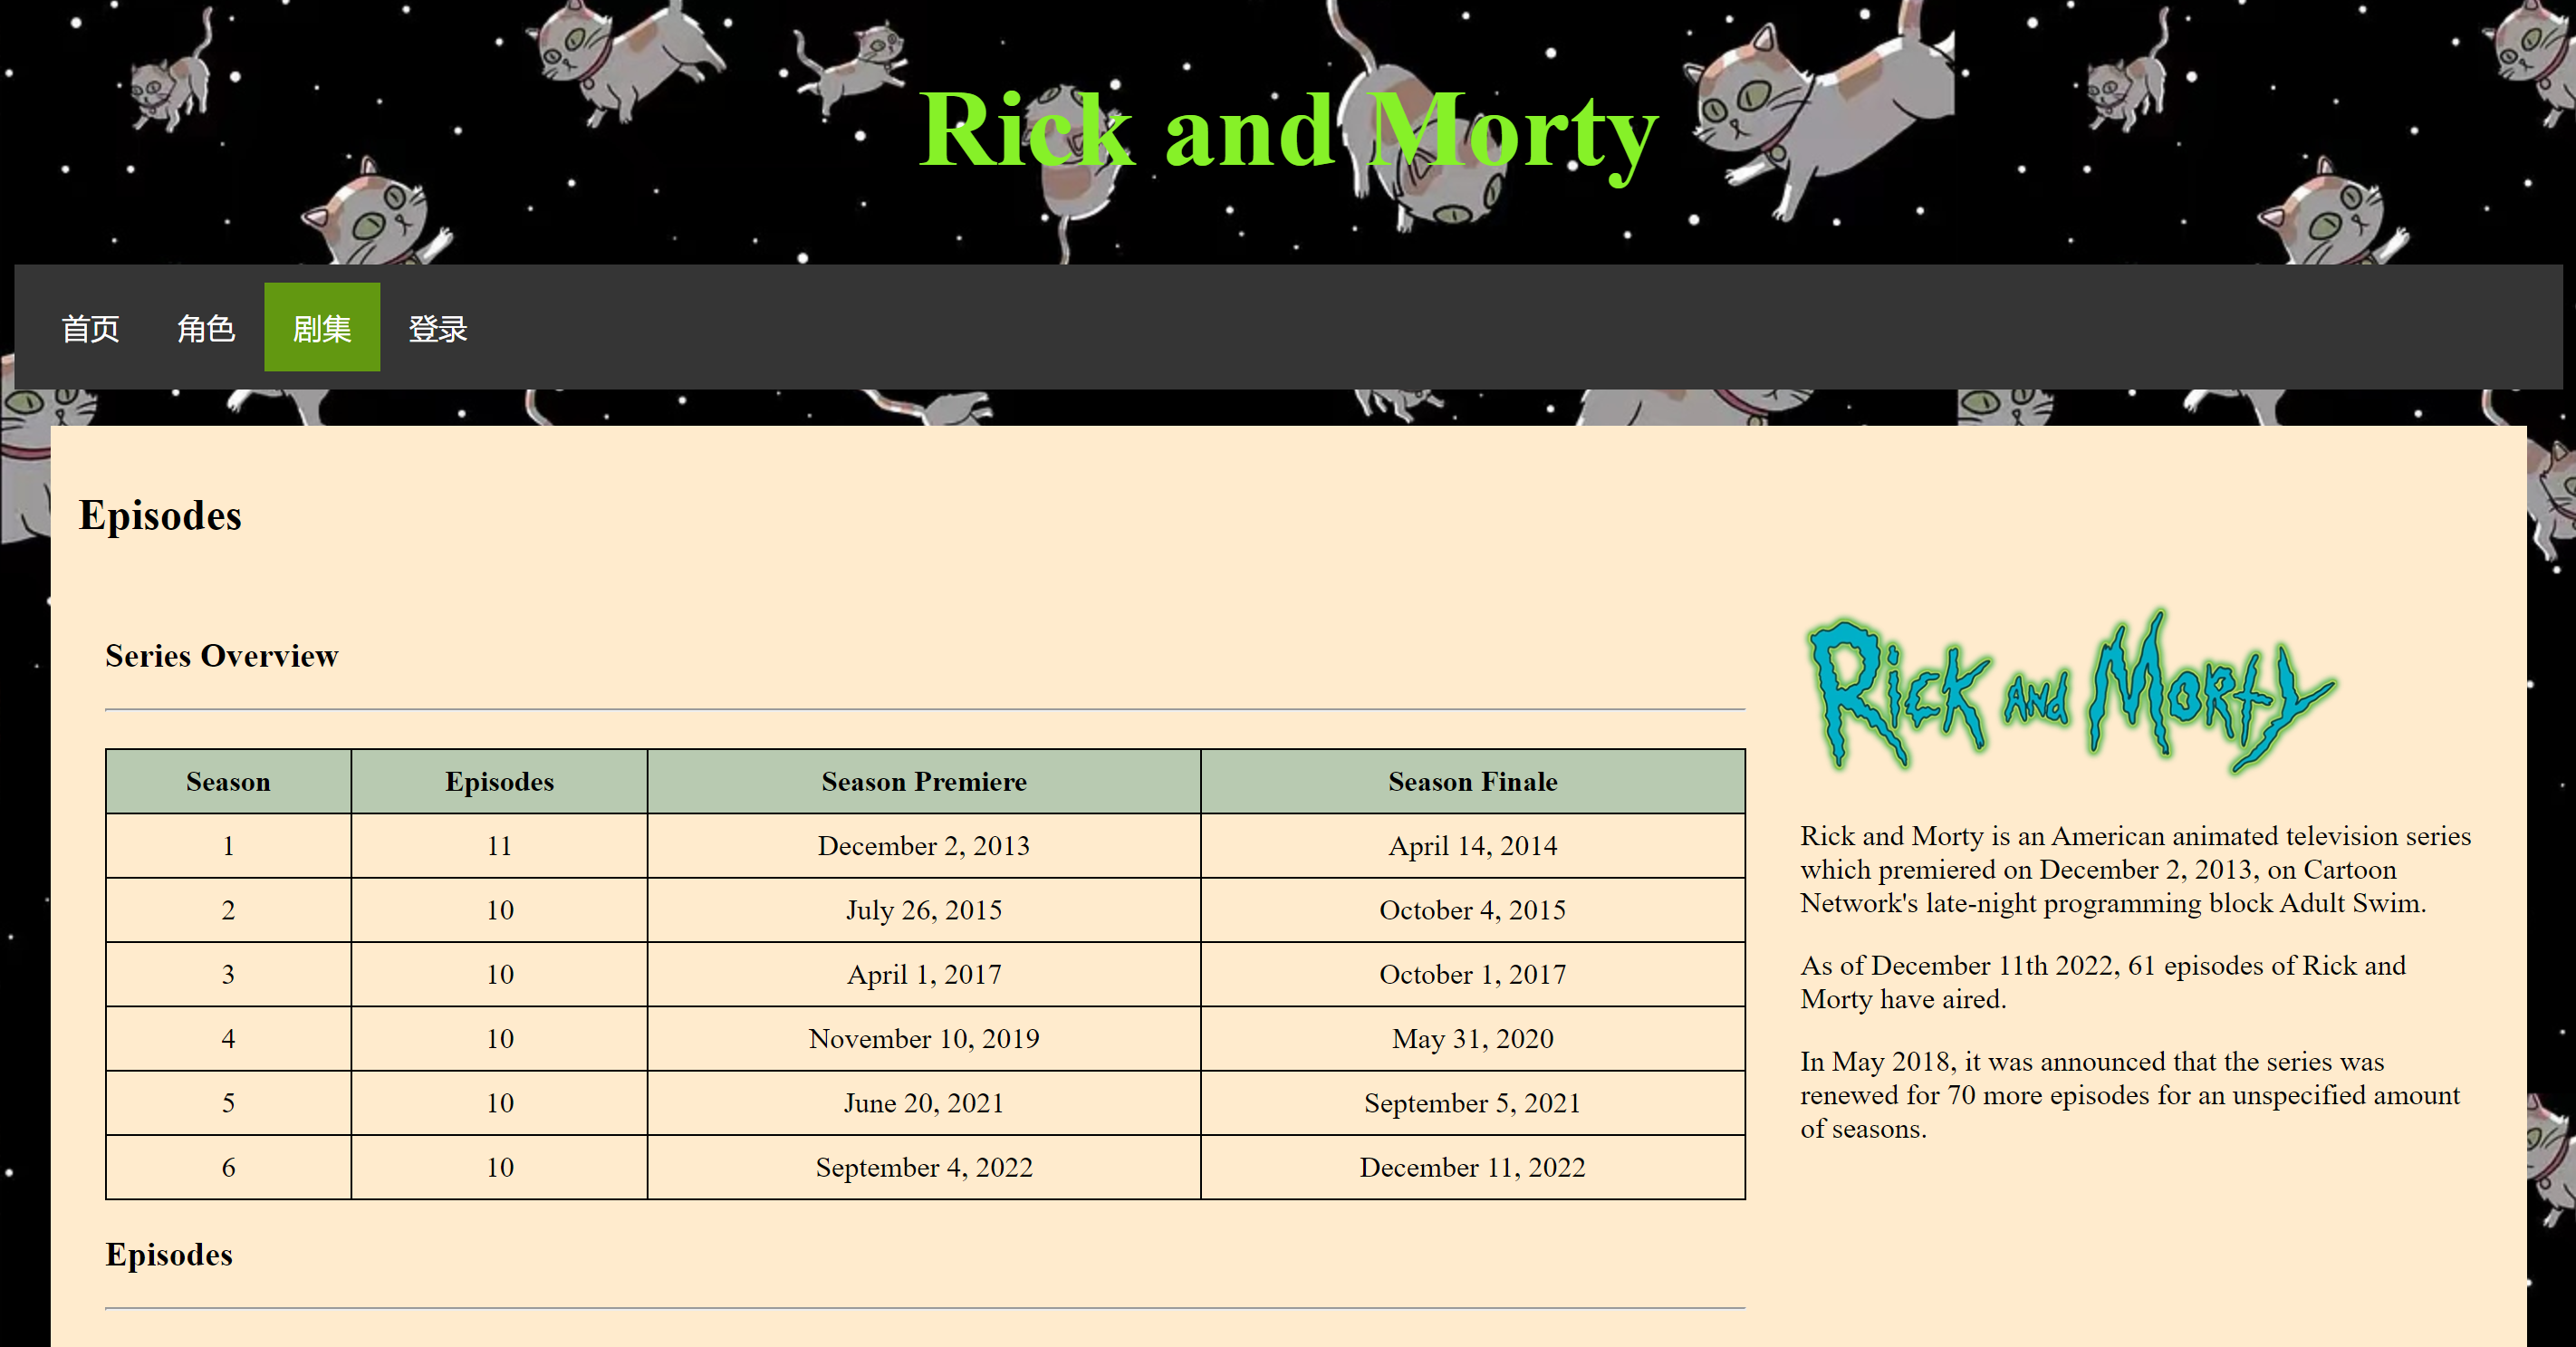 Rick and Morty
首页 角色 剧集 登录
Episodes
Series Overview
Season Episodes Season Premiere Season Finale
1 11 December 2, 2013 April 14, 2014
2 10 July 26, 2015 October 4, 2015
3 10 April 1, 2017 October 1, 2017
4 10 November 10, 2019 May 31, 2020
5 10 June 20, 2021 September 5, 2021
6 10 September 4, 2022 December 11, 2022
Episodes
Rick and Morty
Rick and Morty is an American animated television series
which premiered on December 2, 2013, on Cartoon
Network's late-night programming block Adult Swim.
As of December 11th 2022, 61 episodes of Rick and
Morty have aired.
In May 2018, it was announced that the series was
renewed for 70 more episodes for an unspecified amount
of seasons.